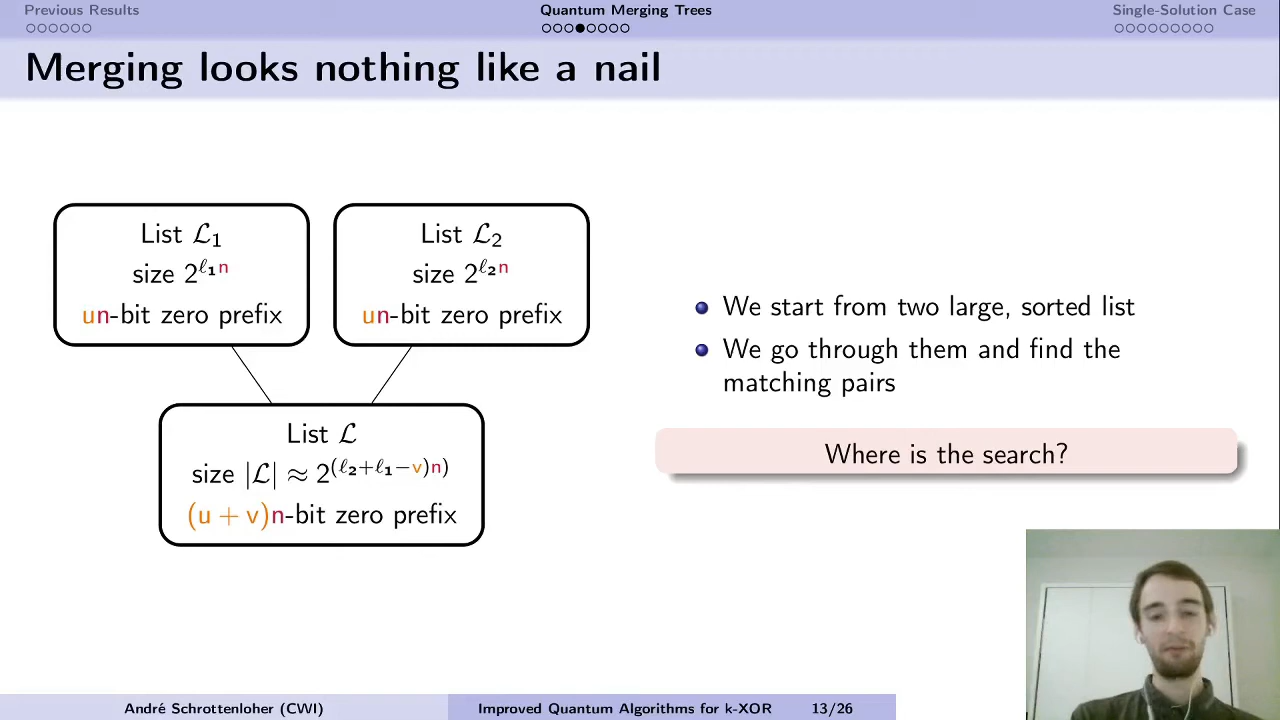 Previous Results
Quantum Merging Trees
Single-Solution Case
Merging looks nothing like a nail
List ℒ₁
size 2^{ℓ₁n}
un-bit zero prefix
List ℒ₂
size 2^{ℓ₂n}
un-bit zero prefix
List ℒ
size |ℒ| ≈ 2^{(ℓ₂+ℓ₁−v)n)}
(u + v)n-bit zero prefix
We start from two large, sorted list
We go through them and find the
matching pairs
Where is the search?
André Schrottenloher (CWI)
Improved Quantum Algorithms for k-XOR
13/26